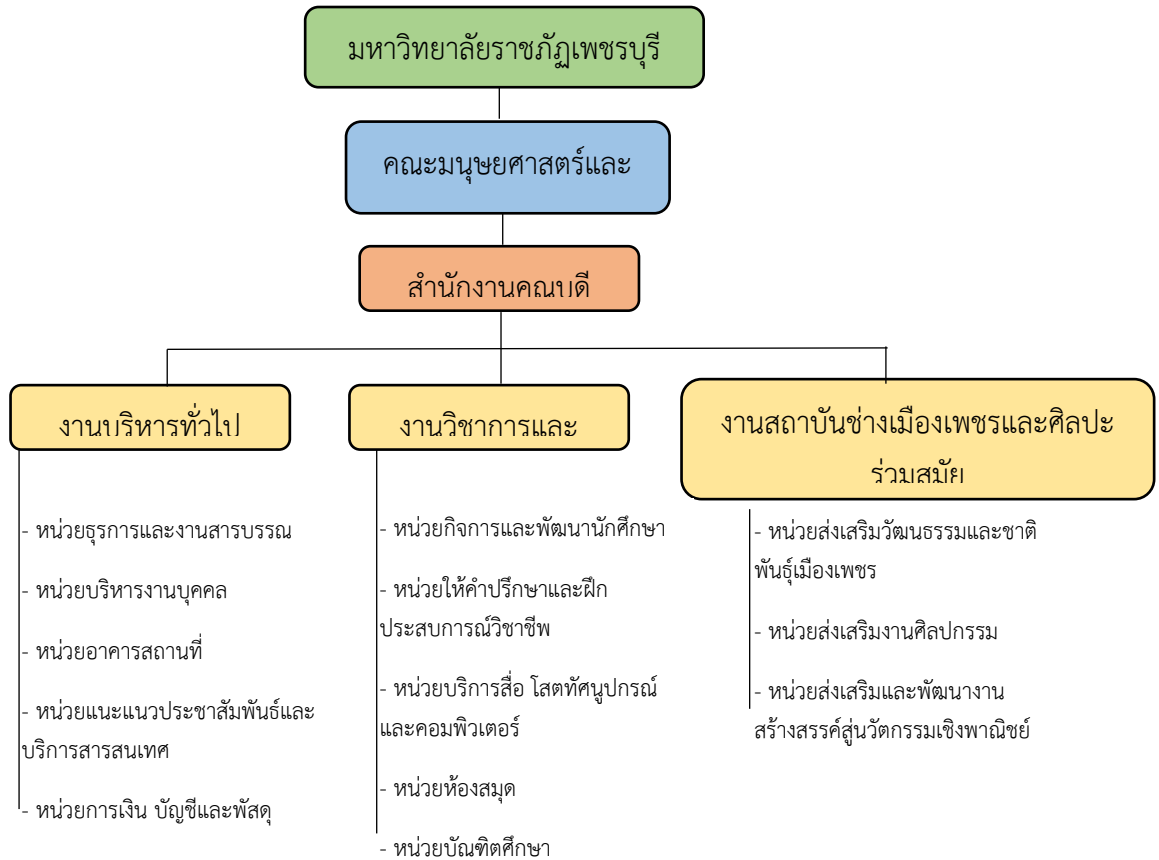 มหาวิทยาลัยราชภัฏเพชรบุรี
คณะมนุษยศาสตร์และ
สำนักงานคณบดี
งานบริหารทั่วไป
- หน่วยธุรการและงานสารบรรณ
- หน่วยบริหารงานบุคคล
- หน่วยอาคารสถานที่
- หน่วยแนะแนวประชาสัมพันธ์และ
บริการสารสนเทศ
- หน่วยการเงิน บัญชีและพัสดุ
งานวิชาการและ
- หน่วยกิจการและพัฒนานักศึกษา
- หน่วยให้คำปรึกษาและฝึก
ประสบการณ์วิชาชีพ
- หน่วยบริการสื่อ โสตทัศนูปกรณ์
และคอมพิวเตอร์
- หน่วยห้องสมุด
- หน่วยบัณฑิตศึกษา
งานสถาบันช่างเมืองเพชรและศิลปะ
ร่วมสมัย
- หน่วยส่งเสริมวัฒนธรรมและชาติ
พันธุ์เมืองเพชร
- หน่วยส่งเสริมงานศิลปกรรม
- หน่วยส่งเสริมและพัฒนางาน
สร้างสรรค์สู่นวัตกรรมเชิงพาณิชย์